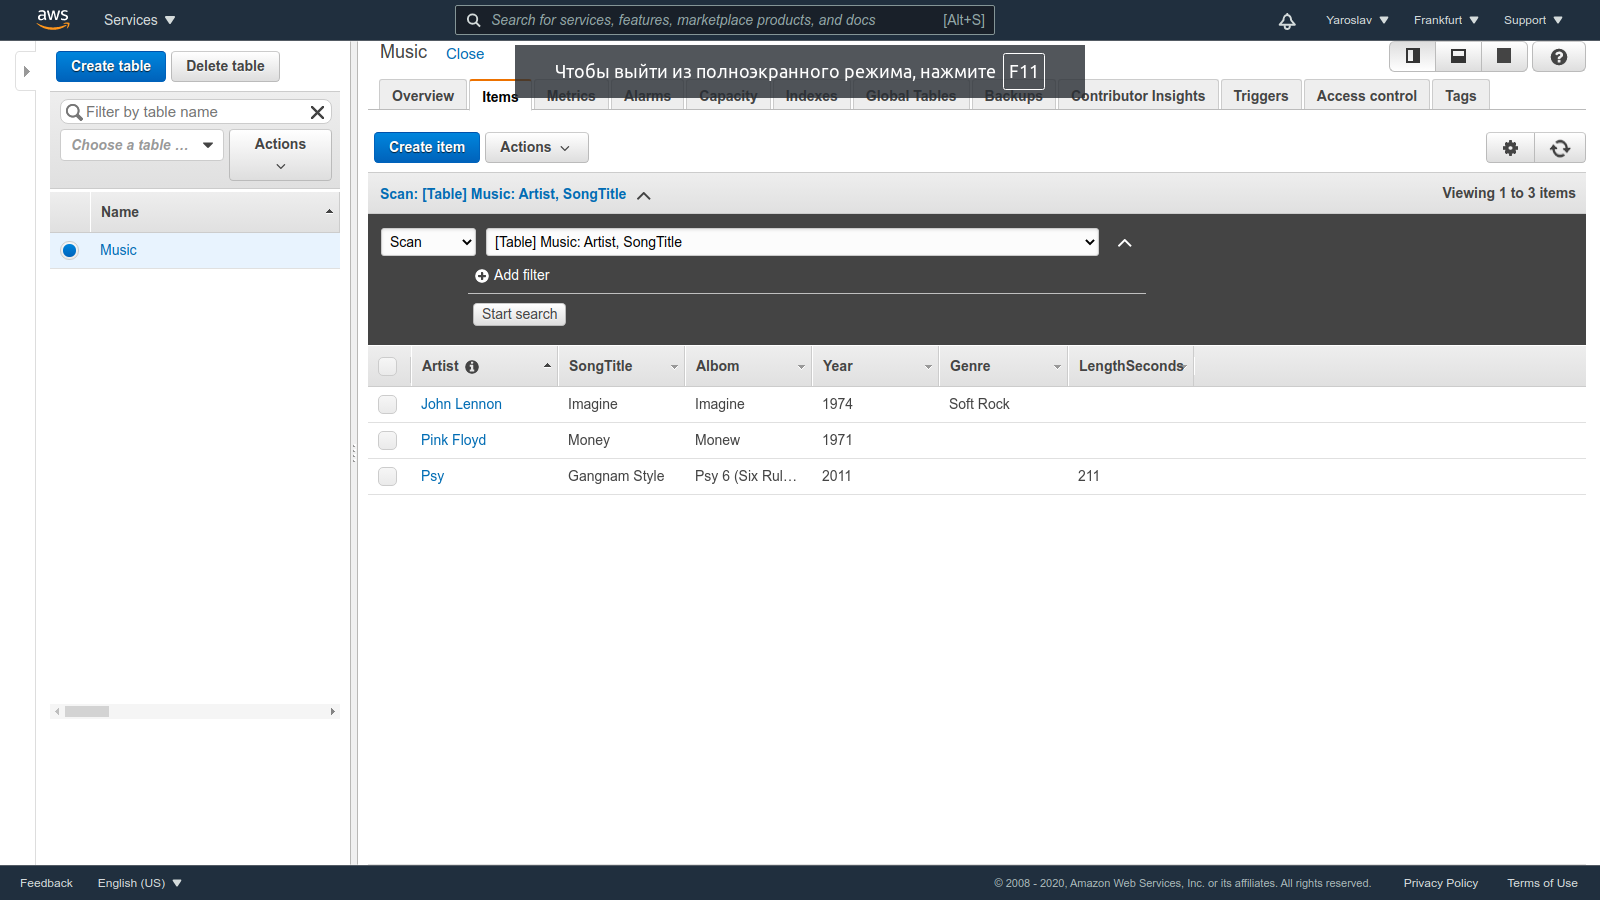 aws Services Search for services, features, marketplace products, and docs [Alt+S] Yaroslav Frankfurt Support
Create table Delete table
Filter by table name
Choose a table ... Actions
Name
Music
Music Close
Чтобы выйти из полноэкранного режима, нажмите F11
Overview Items Metrics Alarms Capacity Indexes Global Tables Backups Contributor Insights Triggers Access control Tags
Create item Actions
Scan: [Table] Music: Artist, SongTitle Viewing 1 to 3 items
Scan [Table] Music: Artist, SongTitle
Add filter
Start search
Artist SongTitle Albom Year Genre LengthSeconds
John Lennon Imagine Imagine 1974 Soft Rock
Pink Floyd Money Monew 1971
Psy Gangnam Style Psy 6 (Six Rul... 2011 211
Feedback English (US) © 2008 - 2020, Amazon Web Services, Inc. or its affiliates. All rights reserved. Privacy Policy Terms of Use